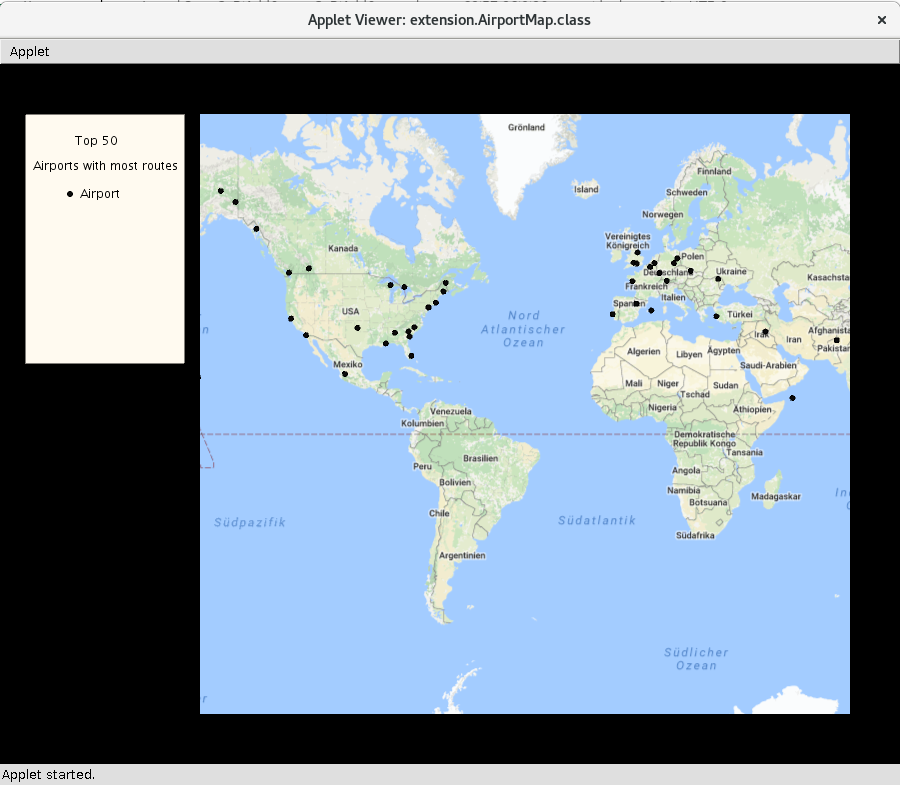 Applet Viewer: extension.AirportMap.class
Applet
Top 50
Airports with most routes
Airport
Grönland
Finnland
Island
Schweden
Norwegen
Vereinigtes
Königreich
Kanada
Polen
Deutschland
Ukraine
Kasachsta
Frankreich
Italien
USA
Spanien
Türkei
Nord
Atlantischer
Ozean
n
Irak
Iran
Afghanista
Pakistan
Algerien
Libyen
Ägypten
Saudi-Arabien
Mexiko
Mali
Niger
Sudan
Tschad
Nigeria
Äthiopien
Venezuela
Kolumbien
Demokratische
Republik Kongo
Tansania
Brasilien
Peru
Angola
Bolivien
Namibia
Botsuana
Madagaskar
In
Chile
Südpazifik
Südatlantik
Südafrika
Argentinien
Südlicher
Ozean
r
Applet started.